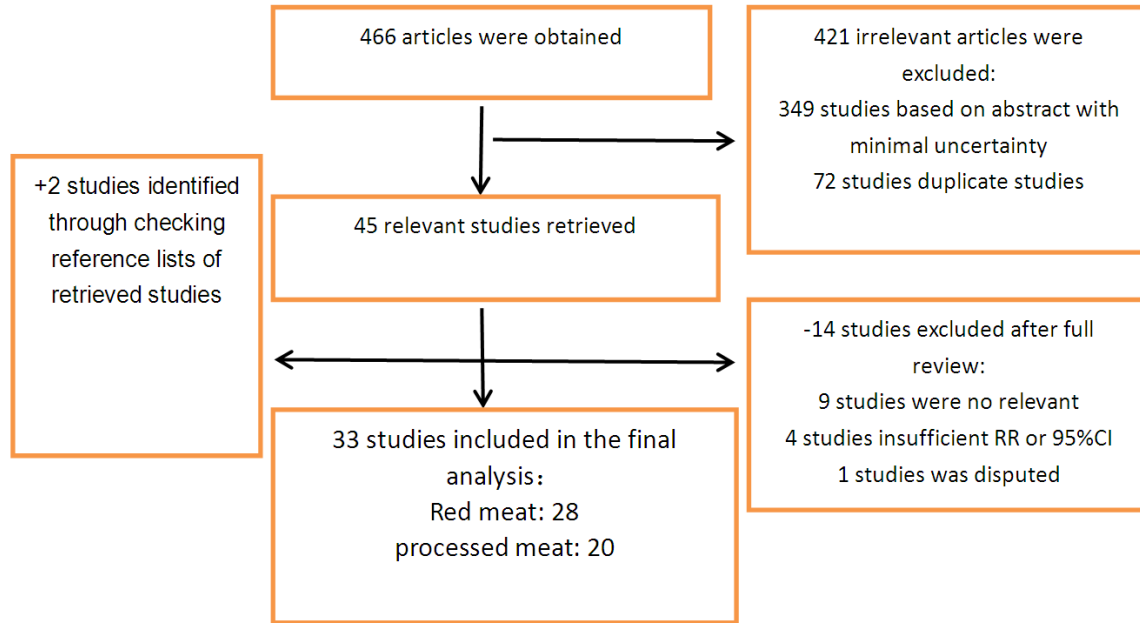 466 articles were obtained
421 irrelevant articles were
excluded:
349 studies based on abstract with
minimal uncertainty
72 studies duplicate studies
+2 studies identified
through checking
reference lists of
retrieved studies
45 relevant studies retrieved
-14 studies excluded after full
review:
9 studies were no relevant
4 studies insufficient RR or 95%CI
1 studies was disputed
33 studies included in the final
analysis：
Red meat: 28
processed meat: 20